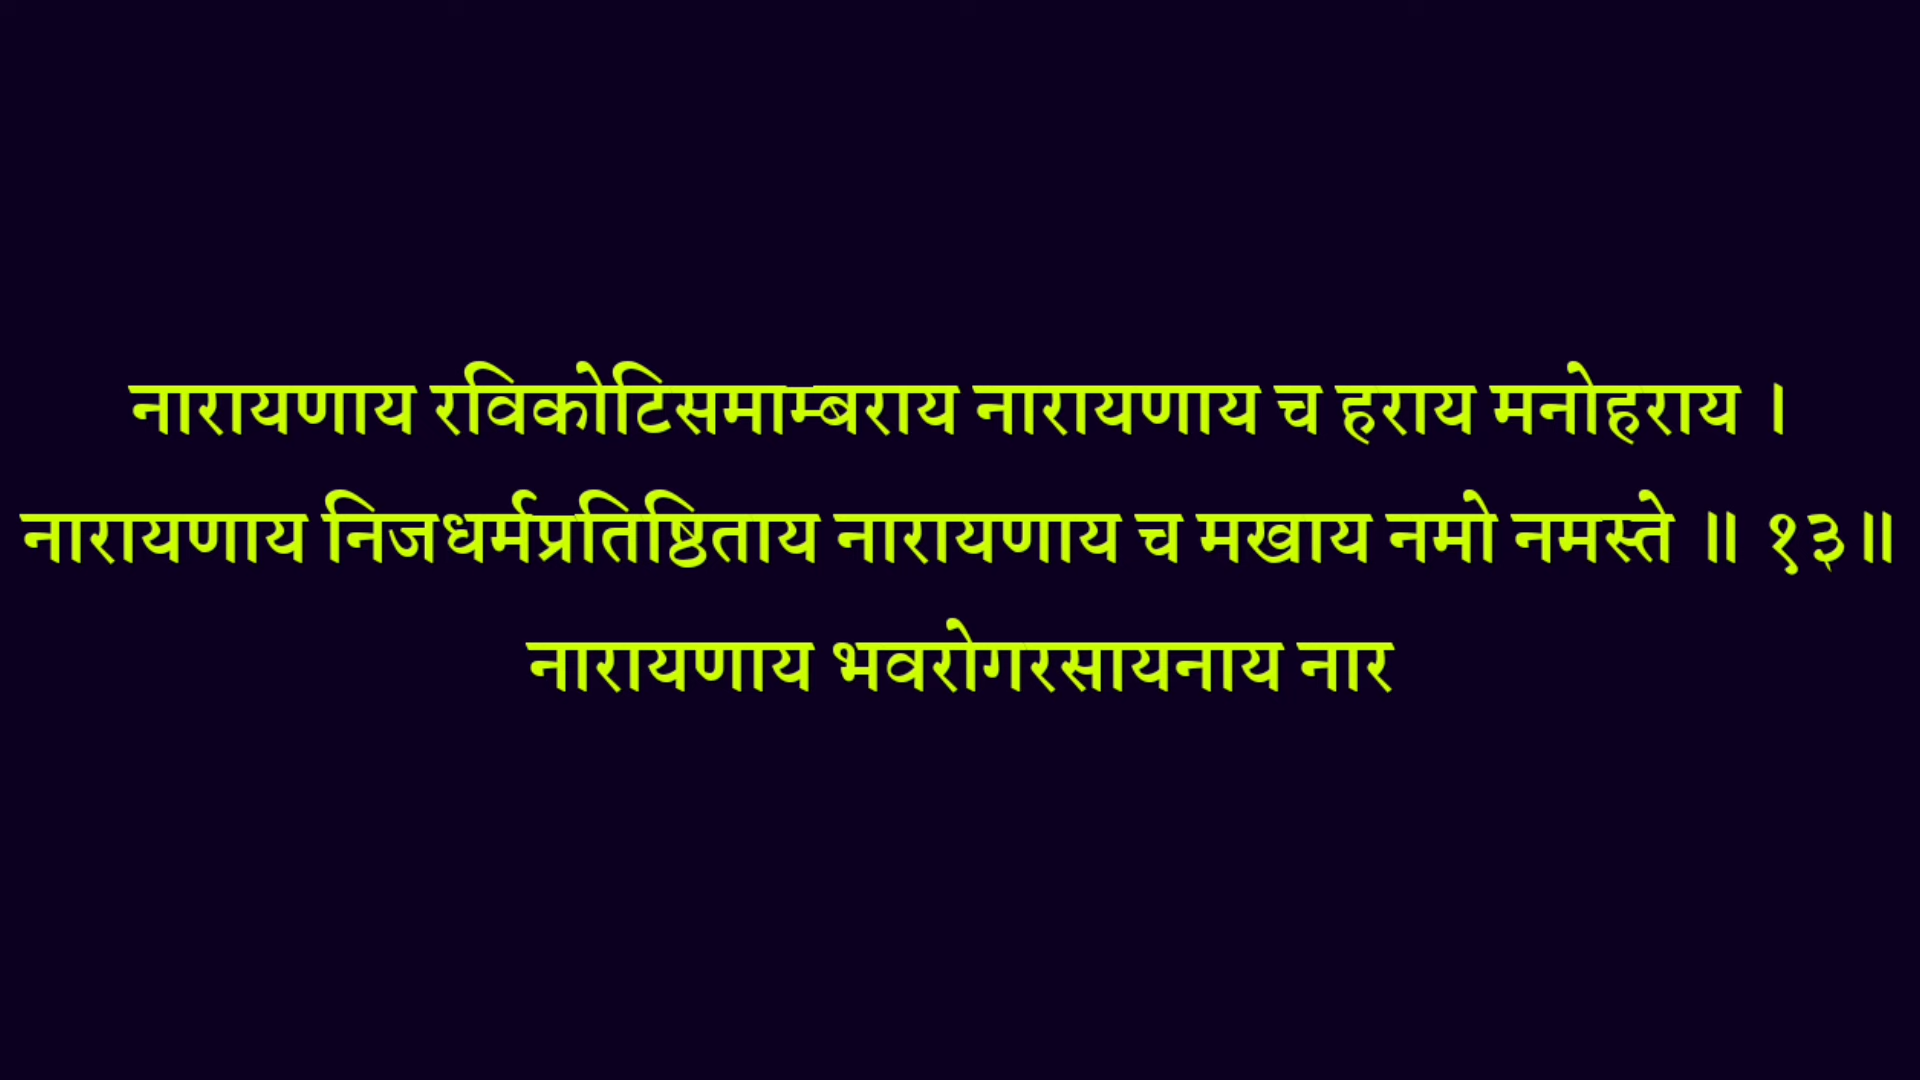 नारायणाय रविकोटिसमाम्बराय नारायणाय च हराय मनोहराय ।
नारायणाय निजधर्मप्रतिष्ठिताय नारायणाय च मखाय नमो नमस्ते ॥ १३॥
नारायणाय भवरोगरसायनाय नार